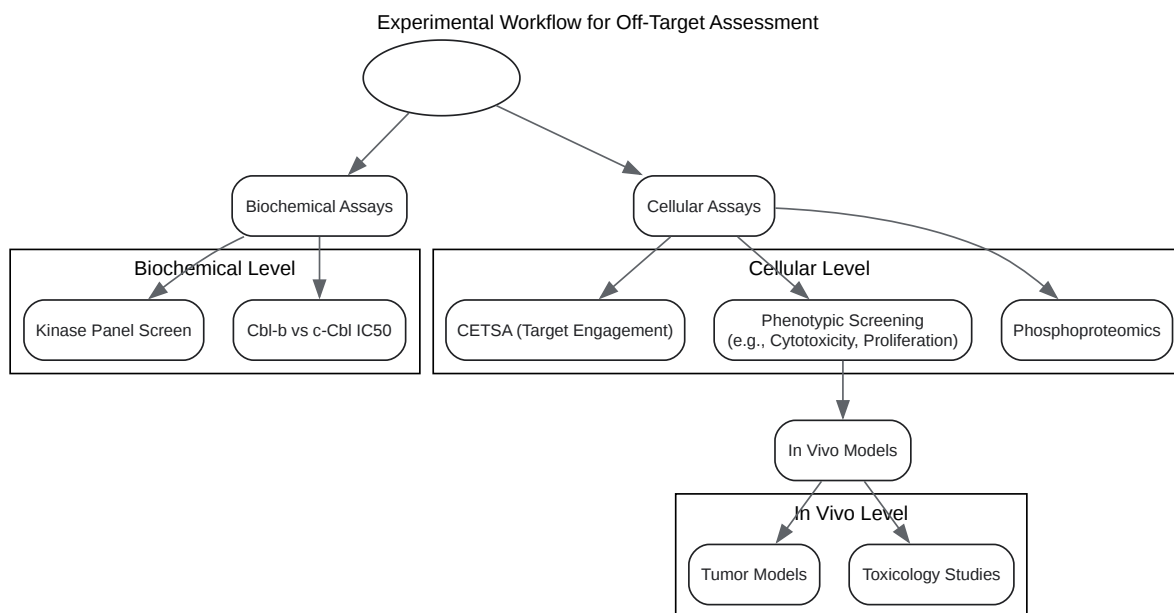 Experimental Workflow for Off-Target Assessment
Biochemical Assays
Cellular Assays
Biochemical Level
Cellular Level
Kinase Panel Screen
Cbl-b vs c-Cbl IC50
CETSA (Target Engagement)
Phenotypic Screening
(e.g., Cytotoxicity, Proliferation)
Phosphoproteomics
In Vivo Models
In Vivo Level
Tumor Models
Toxicology Studies